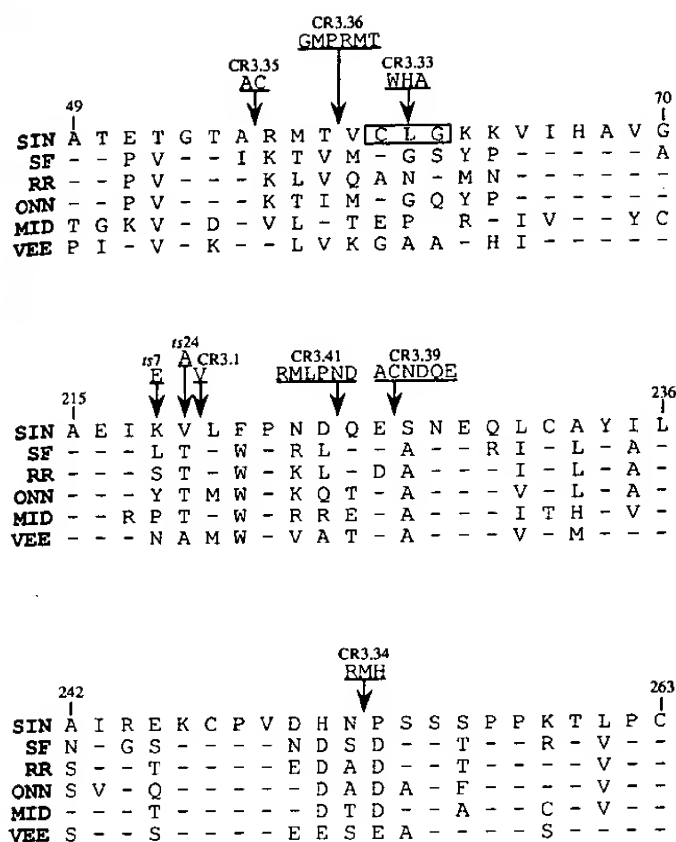 CR3.36
GMPRMT
CR3.35
AC
CR3.33
WHA
49
70
SIN A T E T G T A R M T V C L G K K V I H A V G
SF - - P V - - I K T V M - G S Y P - - - - - A
RR - - P V - - - K L V Q A N - M N - - - - - -
ONN - - P V - - - K T I M - G Q Y P - - - - - -
MID T G K V - D - V L - T E P - R - I V - - Y C
VEE P I - V - K - - L V K G A A - H I - - - - -
ts7
E
ts24
A
CR3.1
V
CR3.41
RMLPND
CR3.39
ACNDQE
215
236
SIN A E I K V L F P N D Q E S N E Q L C A Y I L
SF - - - L T - W - R L - - A - - R I - L - A -
RR - - - S T - W - K L - D A - - - I - L - A -
ONN - - - Y T M W - K Q T - A - - - V - L - A -
MID - - R P T - W - R R E - A - - - I T H - V -
VEE - - - N A M W - V A T - A - - - V - M - - -
CR3.34
RMH
242
263
SIN A I R E K C P V D H N P S S S P P K T L P C
SF N - G S - - - - N D S D - - T - - R - V - -
RR S - - T - - - - E D A D - - T - - - - V - -
ONN S V - Q - - - - - D A D A - F - - - - V - -
MID - - - T - - - - - D T D - - A - - C - V - -
VEE S - - S - - - - E E S E A - - - - S - - - -